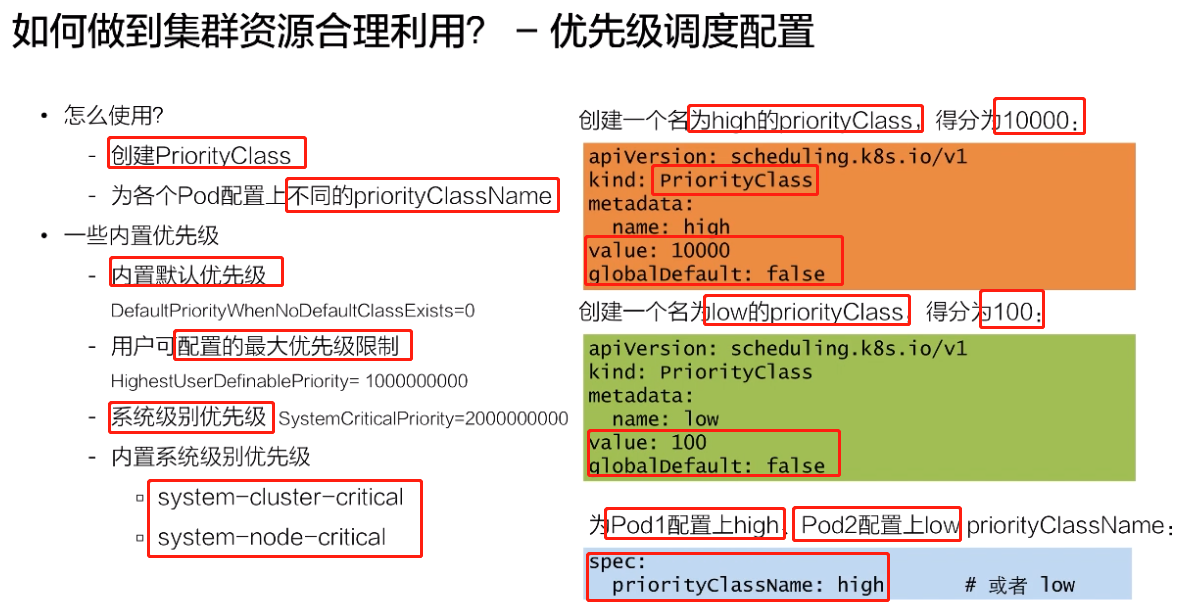 如何做到集群资源合理利用？ - 优先级调度配置
• 怎么使用?
- 创建PriorityClass
- 为各个Pod配置上不同的priorityClassName
• 一些内置优先级
- 内置默认优先级
DefaultPriorityWhenNoDefaultClassExists=0
- 用户可配置的最大优先级限制
HighestUserDefinablePriority= 1000000000
- 系统级别优先级 SystemCriticalPriority=2000000000
- 内置系统级别优先级
▫ system-cluster-critical
▫ system-node-critical
创建一个名为high的priorityClass，得分为10000：
apiVersion: scheduling.k8s.io/v1
kind: PriorityClass
metadata:
  name: high
value: 10000
globalDefault: false
创建一个名为low的priorityClass，得分为100：
apiVersion: scheduling.k8s.io/v1
kind: PriorityClass
metadata:
  name: low
value: 100
globalDefault: false
为Pod1配置上high，Pod2配置上low priorityClassName：
spec:
  priorityClassName: high # 或者 low